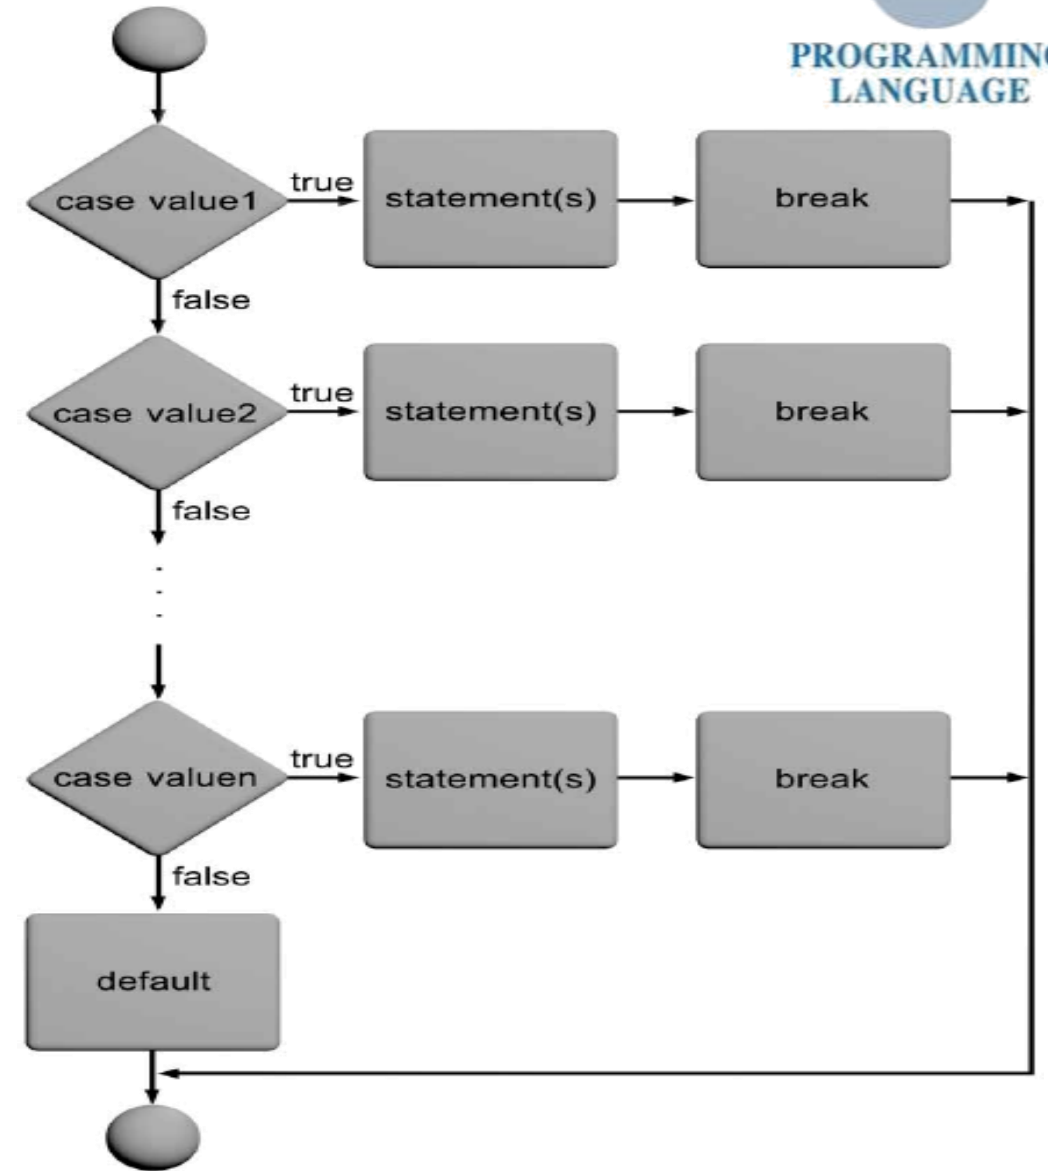 PROGRAMMING
LANGUAGE
case value1
true
statement(s)
break
false
case value2
true
statement(s)
break
false
.
.
.
case valuen
true
statement(s)
break
false
default